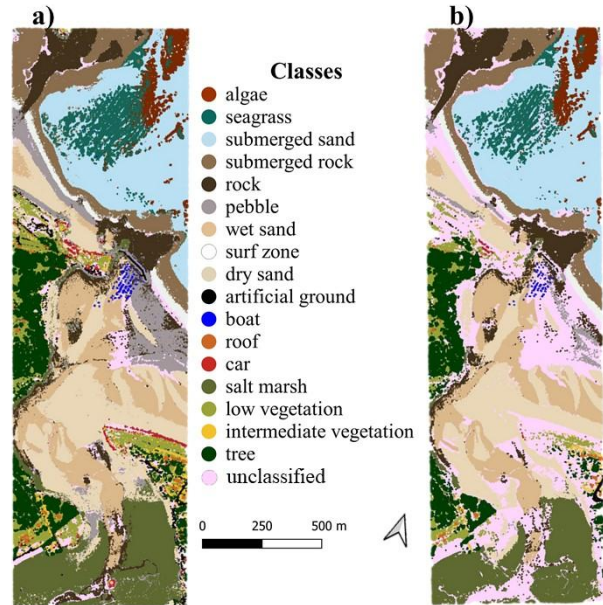 a)
b)
Classes
algae
seagrass
submerged sand
submerged rock
rock
pebble
wet sand
surf zone
dry sand
artificial ground
boat
roof
car
salt marsh
low vegetation
intermediate vegetation
tree
unclassified
0 250 500 m